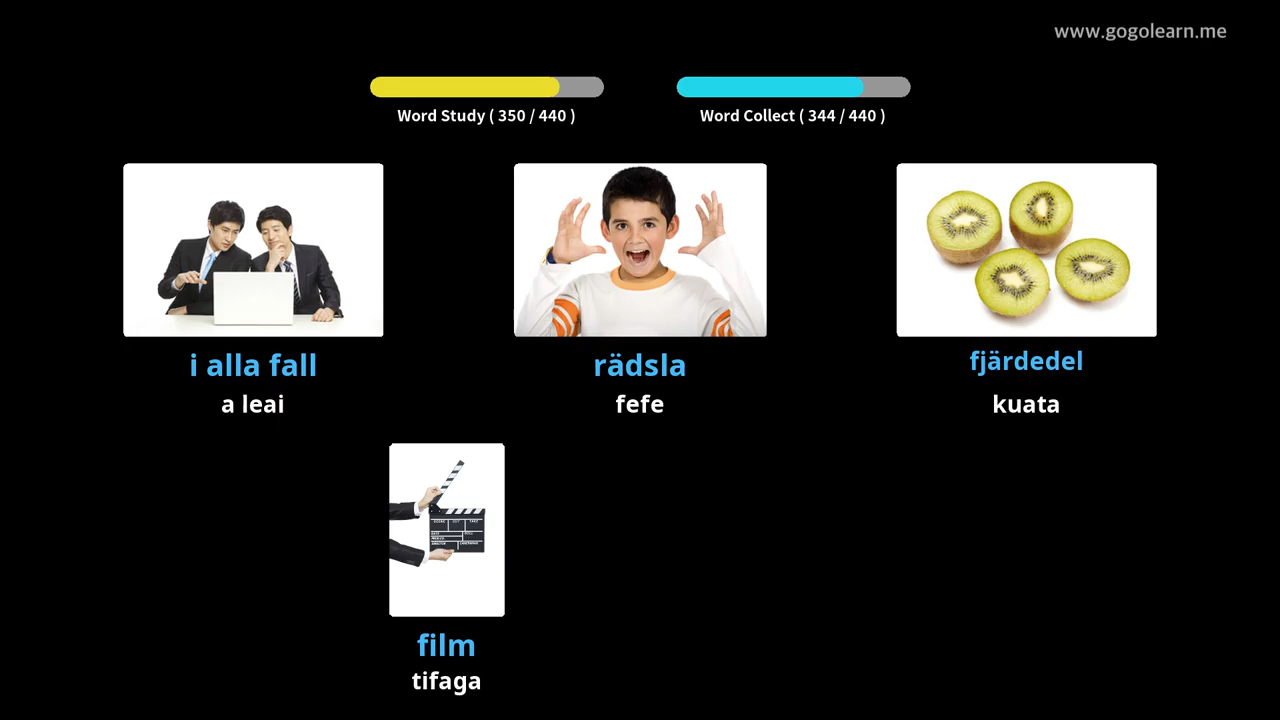 www.gogolearn.me
Word Study ( 350 / 440 )
Word Collect ( 344 / 440 )
i alla fall
a leai
rädsla
fefe
fjärdedel
kuata
film
tifaga